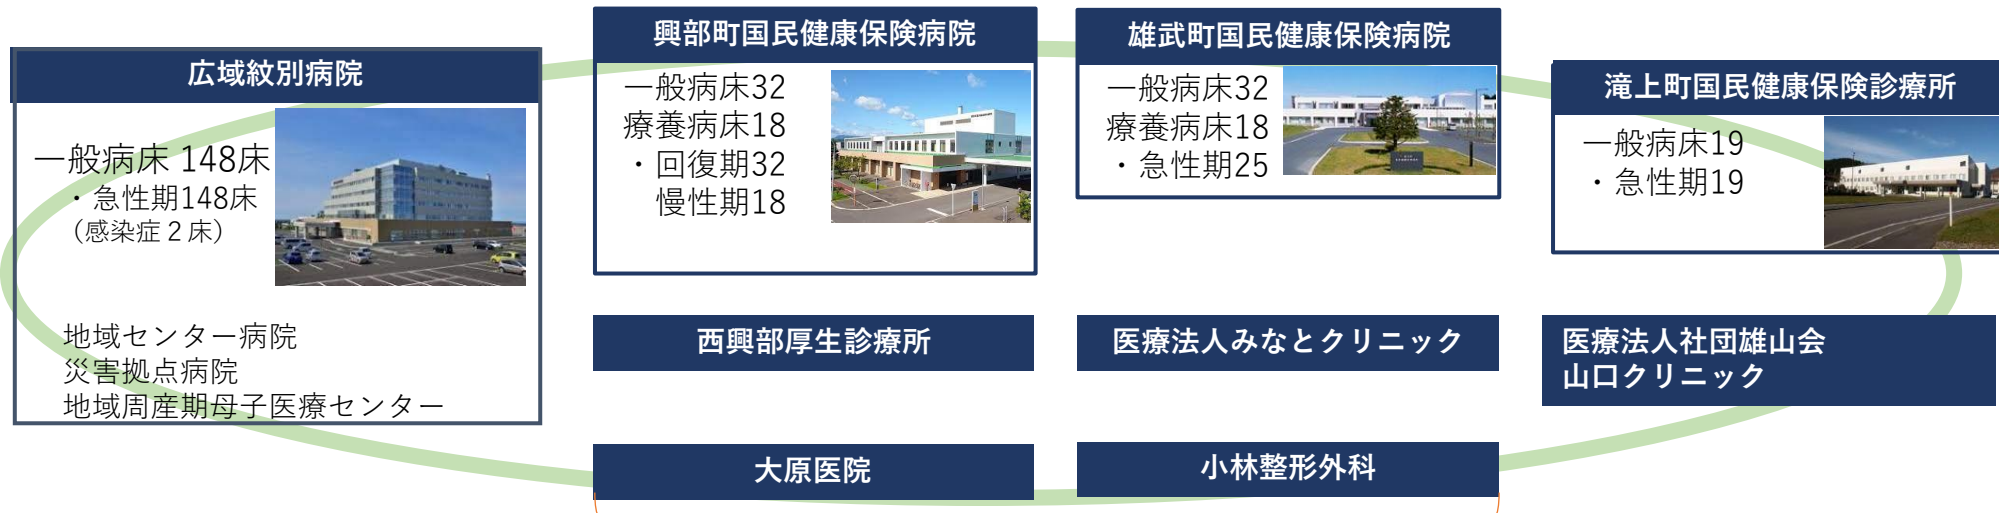 広域紋別病院
一般病床 148床
・急性期148床
（感染症２床）
地域センター病院
災害拠点病院
地域周産期母子医療センター
興部町国民健康保険病院
一般病床32
療養病床18
・回復期32
慢性期18
雄武町国民健康保険病院
一般病床32
療養病床18
・急性期25
滝上町国民健康保険診療所
一般病床19
・急性期19
西興部厚生診療所
医療法人みなとクリニック
医療法人社団雄山会
山口クリニック
大原医院
小林整形外科